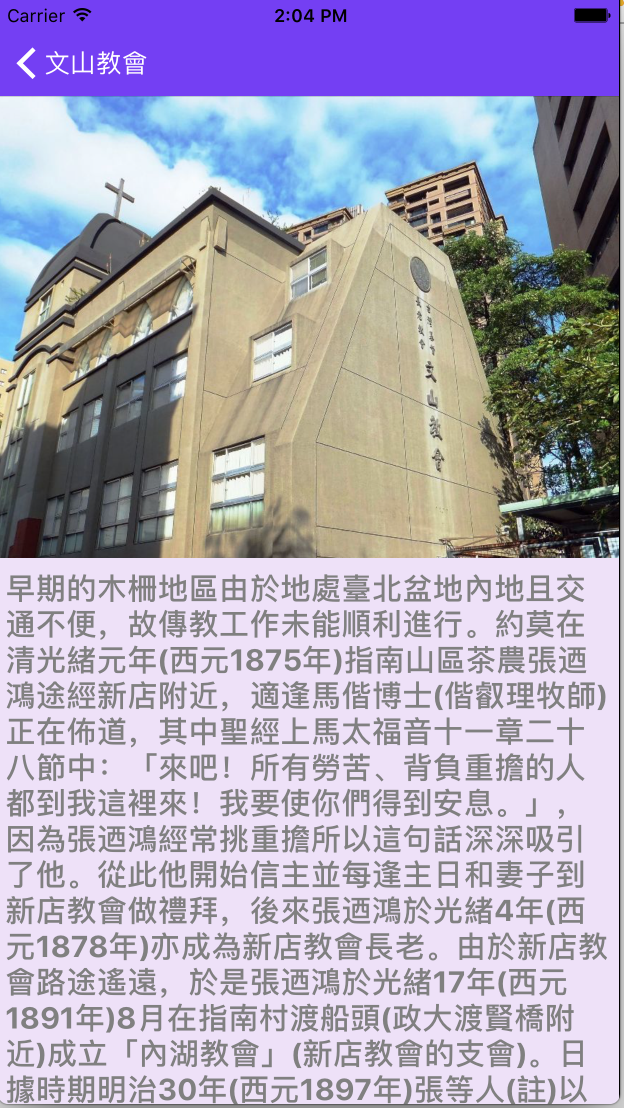 Carrier
2:04 PM
文山教會
台灣基督
長老教會
文山教會
早期的木柵地區由於地處臺北盆地內地且交
通不便，故傳教工作未能順利進行。約莫在
清光緒元年(西元1875年)指南山區茶農張迺
鴻途經新店附近，適逢馬偕博士(偕叡理牧師)
正在佈道，其中聖經上馬太福音十一章二十
八節中：「來吧！所有勞苦、背負重擔的人
都到我這裡來！我要使你們得到安息。」，
因為張迺鴻經常挑重擔所以這句話深深吸引
了他。從此他開始信主並每逢主日和妻子到
新店教會做禮拜，後來張迺鴻於光緒4年(西
元1878年)亦成為新店教會長老。由於新店教
會路途遙遠，於是張迺鴻於光緒17年(西元
1891年)8月在指南村渡船頭(政大渡賢橋附
近)成立「內湖教會」(新店教會的支會)。日
據時期明治30年(西元1897年)張等人(註)以